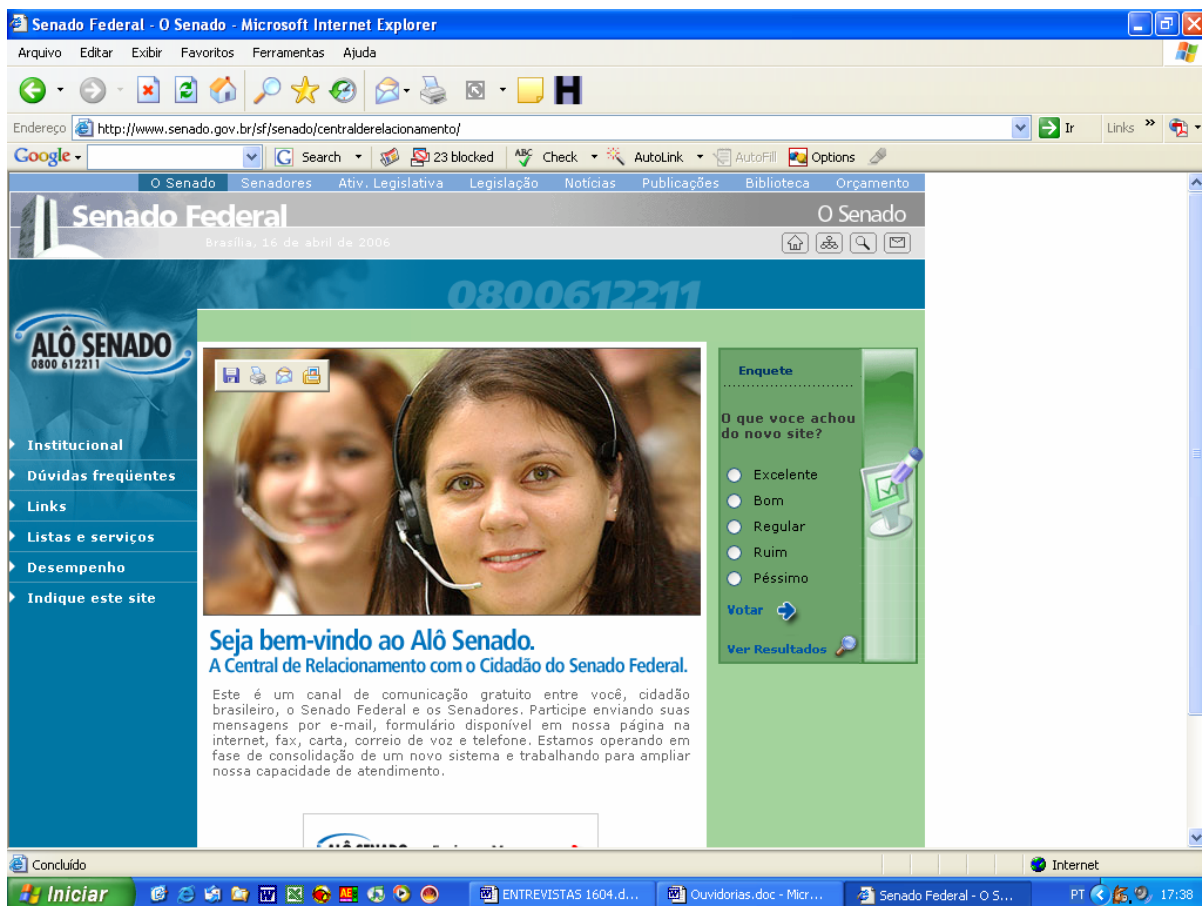 Senado Federal - O Senado - Microsoft Internet Explorer
Arquivo Editar Exibir Favoritos Ferramentas Ajuda
Endereço http://www.senado.gov.br/sf/senado/centralderelacionamento/ Ir Links »
Google Search 23 blocked ABC Check AutoLink AutoFill Options
O Senado Senadores Ativ. Legislativa Legislação Notícias Publicações Biblioteca Orçamento
Senado Federal O Senado
Brasília, 16 de abril de 2006
0800612211
ALÔ SENADO
0800 612211
Institucional
Dúvidas freqüentes
Links
Listas e serviços
Desempenho
Indique este site
Seja bem-vindo ao Alô Senado.
A Central de Relacionamento com o Cidadão do Senado Federal.
Este é um canal de comunicação gratuito entre você, cidadão
brasileiro, o Senado Federal e os Senadores. Participe enviando suas
mensagens por e-mail, formulário disponível em nossa página na
internet, fax, carta, correio de voz e telefone. Estamos operando em
fase de consolidação de um novo sistema e trabalhando para ampliar
nossa capacidade de atendimento.
Enquete
O que voce achou
do novo site?
Excelente
Bom
Regular
Ruim
Péssimo
Votar
Ver Resultados
ALÔ SENADO
Concluído Internet
Iniciar ENTREVISTAS 1604.d... Ouvidorias.doc - Micr... Senado Federal - O S... PT 17:38